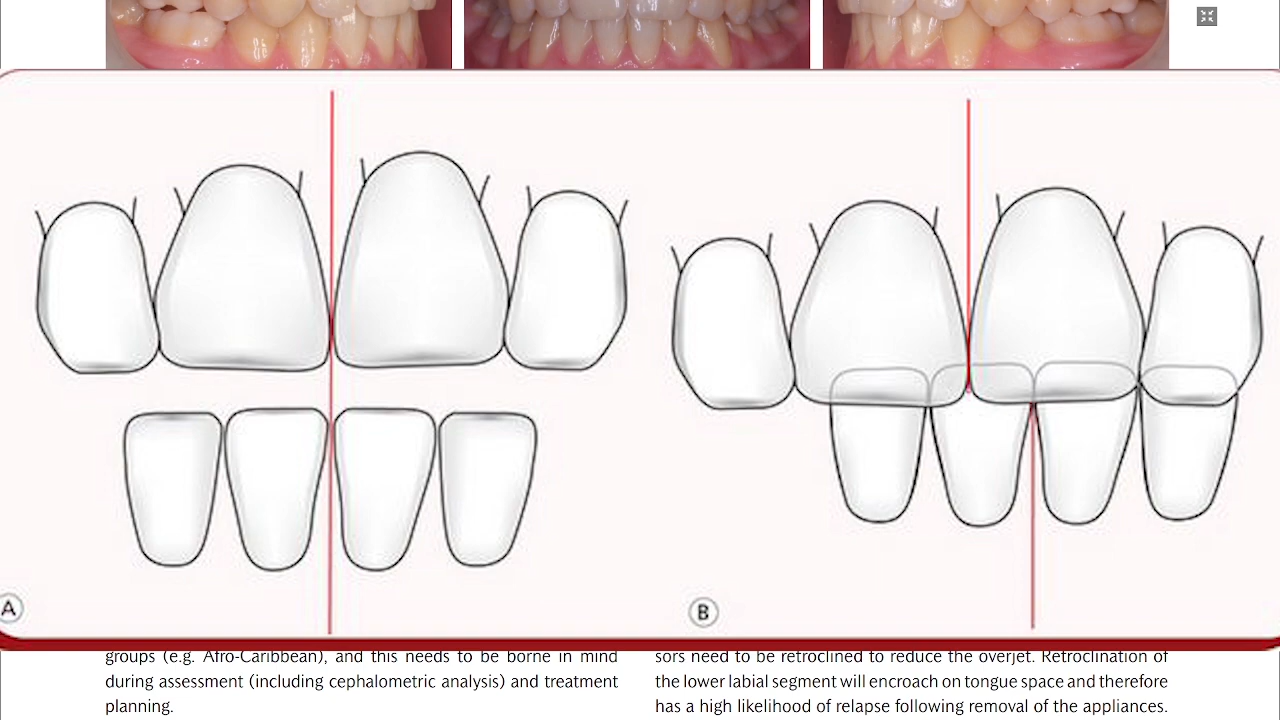 A
B
groups (e.g. Afro-Caribbean), and this needs to be borne in mind
during assessment (including cephalometric analysis) and treatment
planning.
sors need to be retroclined to reduce the overjet. Retroclination of
the lower labial segment will encroach on tongue space and therefore
has a high likelihood of relapse following removal of the appliances.